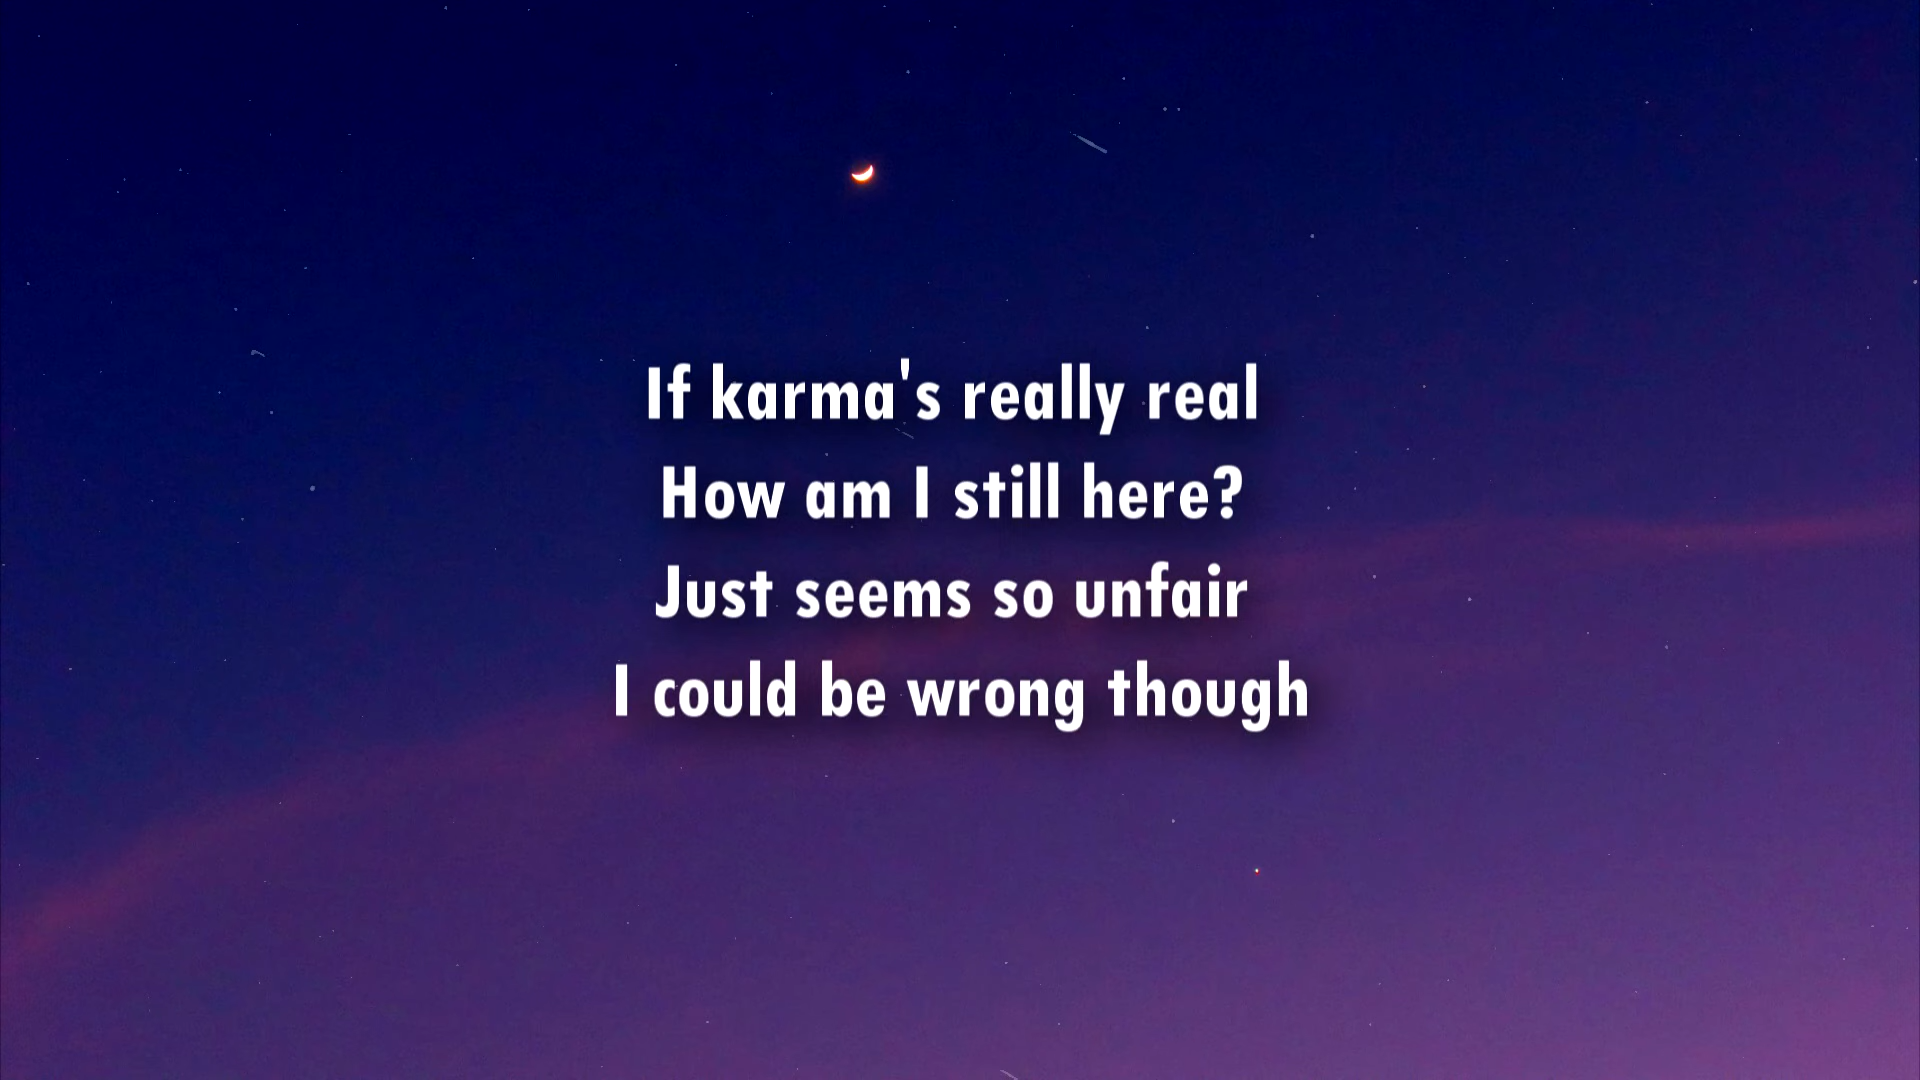 If karma's really real
How am I still here?
Just seems so unfair
I could be wrong though